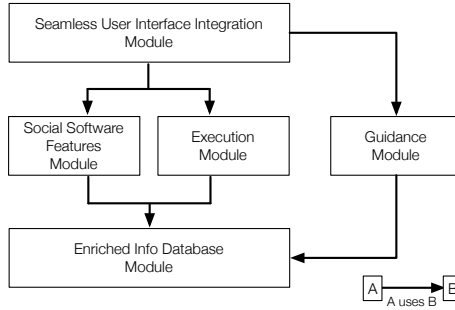 Seamless User Interface Integration
Module
Social Software
Features
Module
Execution
Module
Guidance
Module
Enriched Info Database
Module
A
B
A uses B